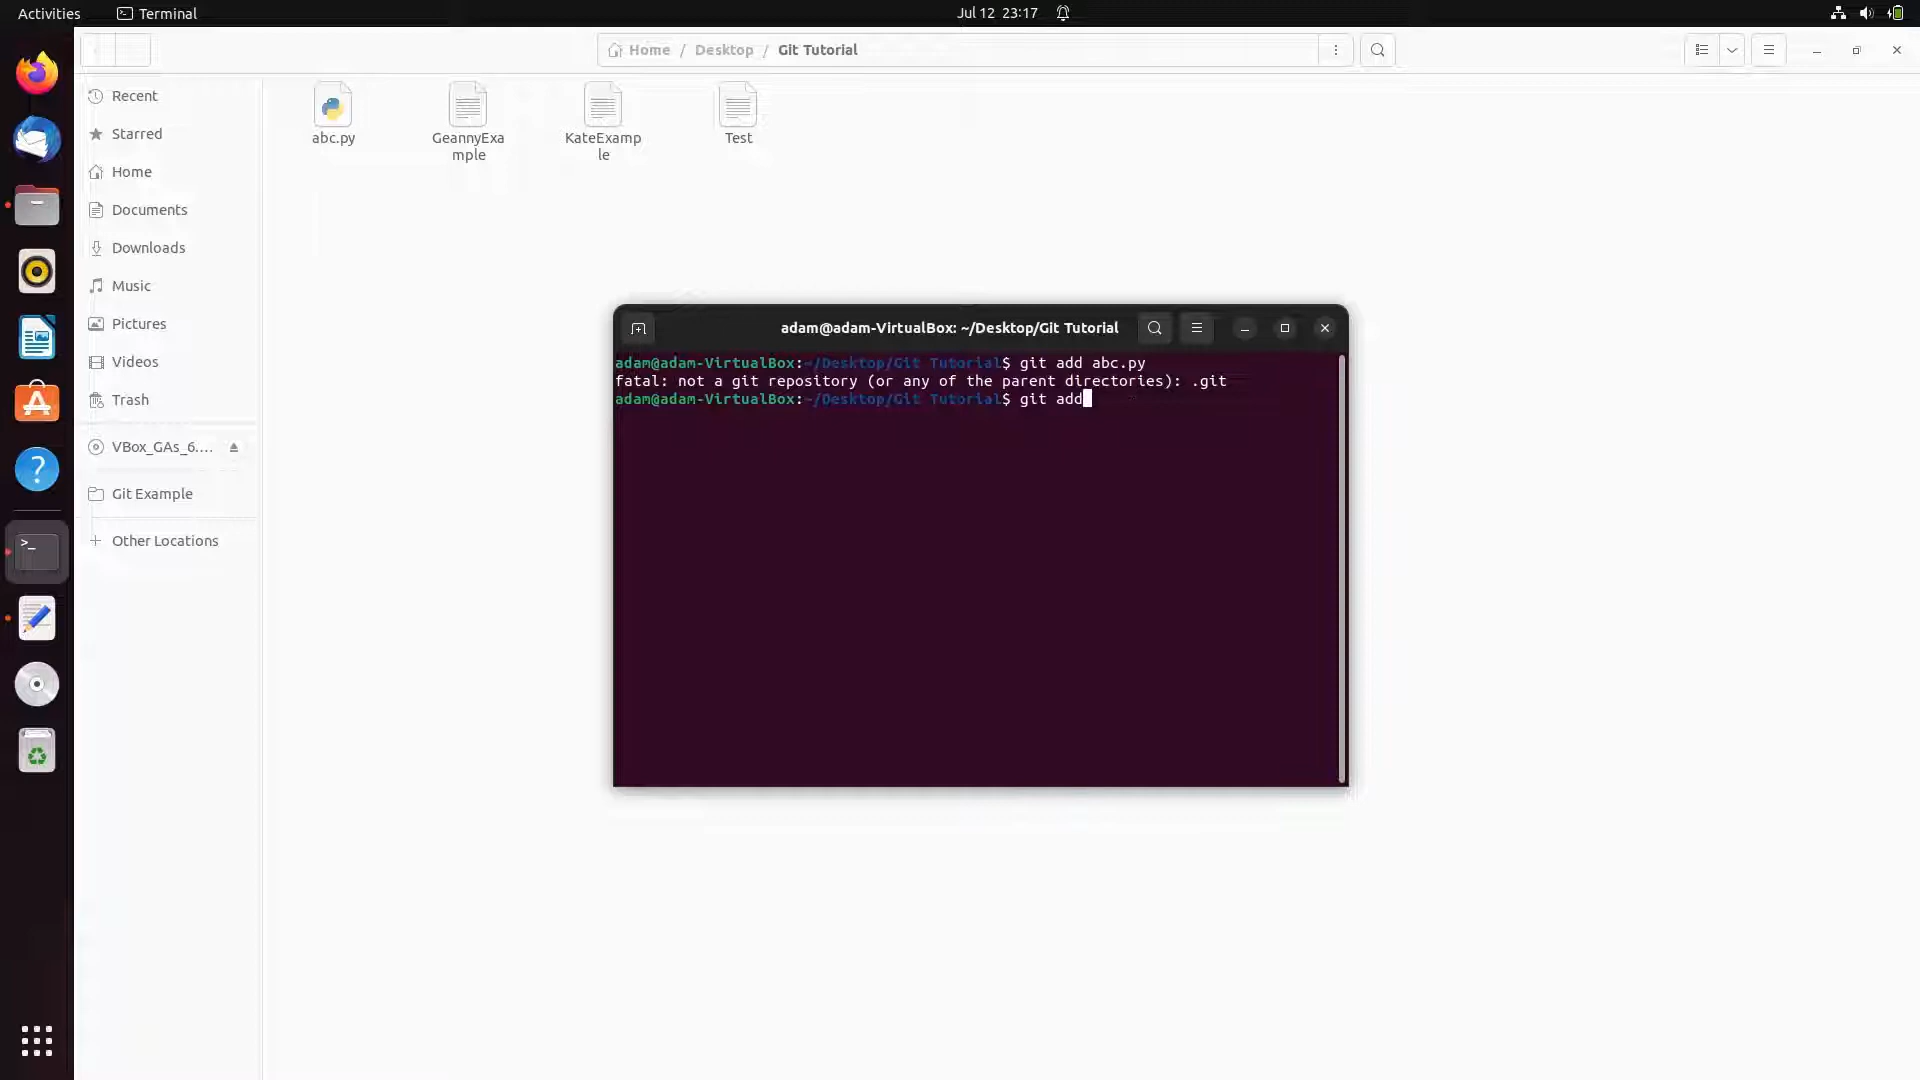 Activities
Terminal
Jul 12 23:17
Home / Desktop / Git Tutorial
Recent
Starred
Home
Documents
Downloads
Music
Pictures
Videos
Trash
VBox_GAs_6....
Git Example
Other Locations
abc.py
GeannyExa
mple
KateExamp
le
Test
adam@adam-VirtualBox: ~/Desktop/Git Tutorial
adam@adam-VirtualBox:~/Desktop/Git Tutorial$ git add abc.py
fatal: not a git repository (or any of the parent directories): .git
adam@adam-VirtualBox:~/Desktop/Git Tutorial$ git add